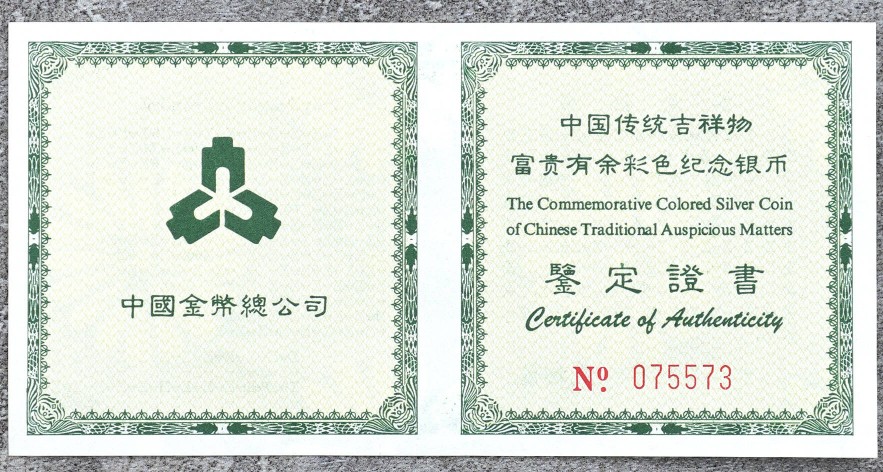 中國金幣總公司
中国传统吉祥物
富贵有余彩色纪念银币
The Commemorative Colored Silver Coin
of Chinese Traditional Auspicious Matters
鑒定證書
Certificate of Authenticity
Nº. 075573